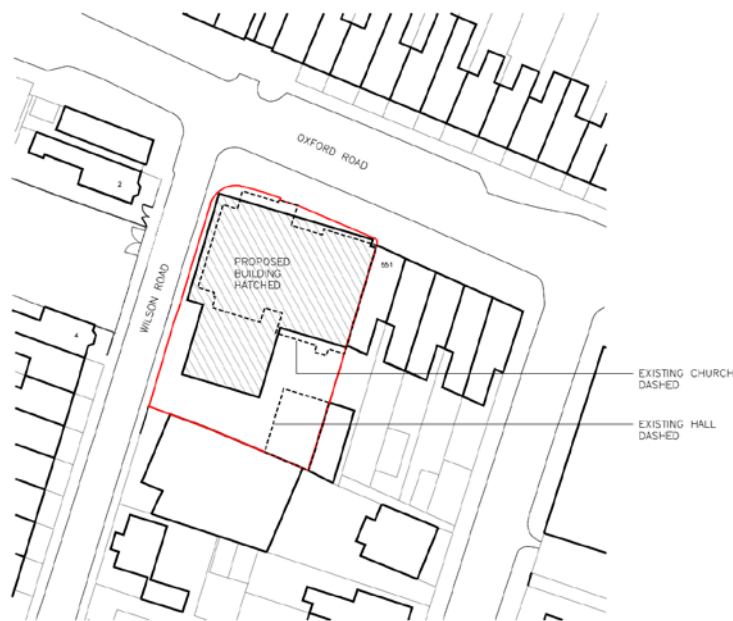 OXFORD ROAD
2
PROPOSED
BUILDING
HATCHED
551
WILSON ROAD
4
EXISTING CHURCH
DASHED
EXISTING HALL
DASHED